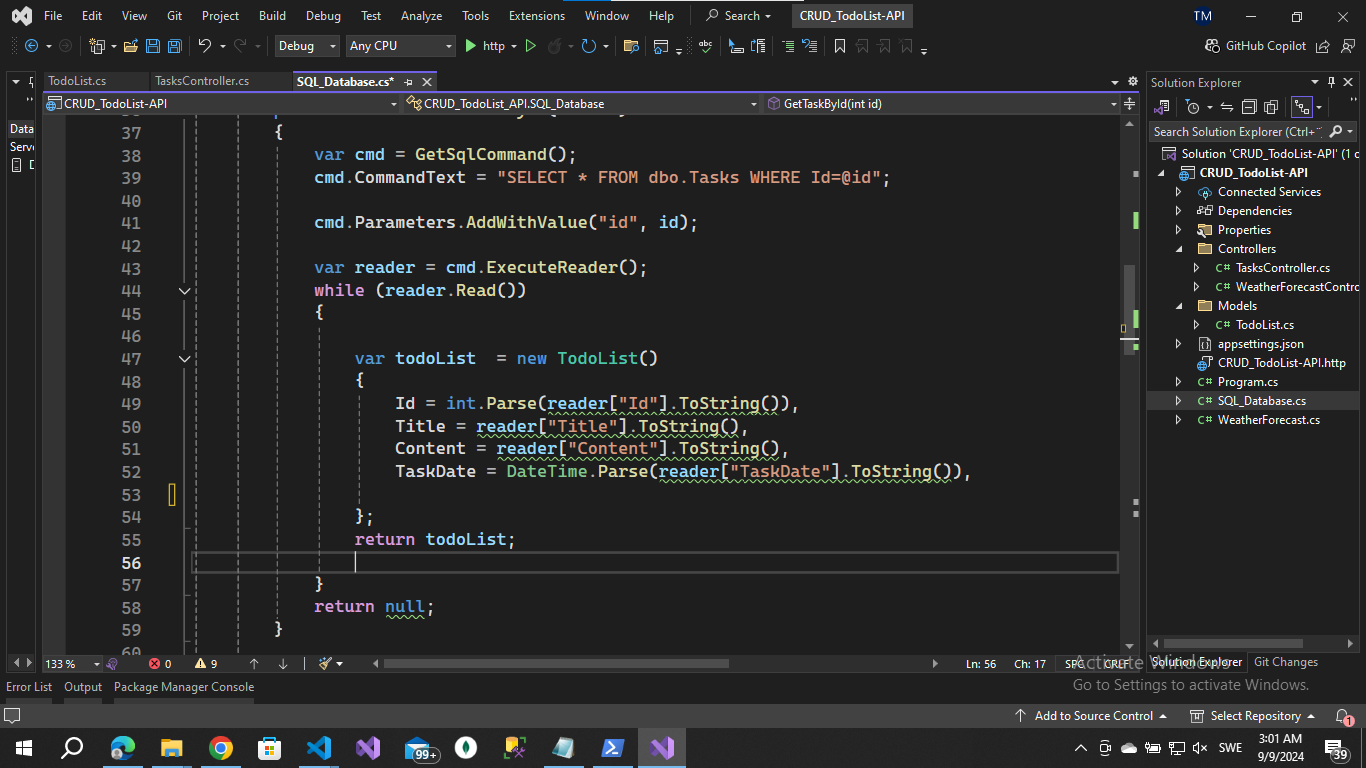 File Edit View Git Project Build Debug Test Analyze Tools Extensions Window Help Search CRUD_TodoList-API TM
Debug Any CPU http GitHub Copilot
TodoList.cs TasksController.cs SQL_Database.cs*
CRUD_TodoList-API CRUD_TodoList_API.SQL_Database GetTaskById(int id)
37 {
38 var cmd = GetSqlCommand();
39 cmd.CommandText = "SELECT * FROM dbo.Tasks WHERE Id=@id";
40
41 cmd.Parameters.AddWithValue("id", id);
42
43 var reader = cmd.ExecuteReader();
44 while (reader.Read())
45 {
46
47 var todoList  = new TodoList()
48 {
49 Id = int.Parse(reader["Id"].ToString()),
50 Title = reader["Title"].ToString(),
51 Content = reader["Content"].ToString(),
52 TaskDate = DateTime.Parse(reader["TaskDate"].ToString()),
53
54 };
55 return todoList;
56
57 }
58 return null;
59 }
60
133 % 0 9 Ln: 56 Ch: 17 SPC CRLF
Data
Serv
D
Solution Explorer
Search Solution Explorer (Ctrl+
Solution 'CRUD_TodoList-API' (1 c
CRUD_TodoList-API
Connected Services
Dependencies
Properties
Controllers
C# TasksController.cs
C# WeatherForecastContro
Models
C# TodoList.cs
appsettings.json
CRUD_TodoList-API.http
C# Program.cs
C# SQL_Database.cs
C# WeatherForecast.cs
Solution Explorer Git Changes
Activate Windows
Go to Settings to activate Windows.
Error List Output Package Manager Console
Add to Source Control Select Repository 1
99+ SWE 3:01 AM
9/9/2024 39